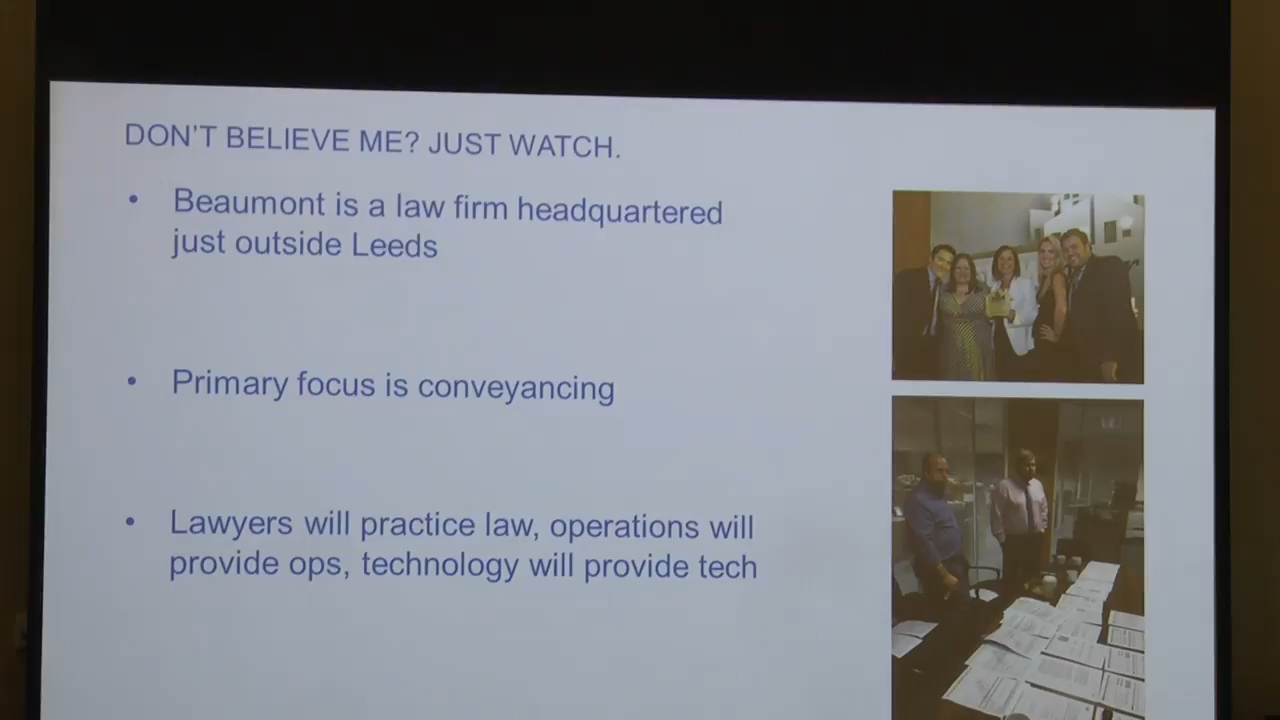 DON'T BELIEVE ME? JUST WATCH.
• Beaumont is a law firm headquartered
just outside Leeds
• Primary focus is conveyancing
• Lawyers will practice law, operations will
provide ops, technology will provide tech